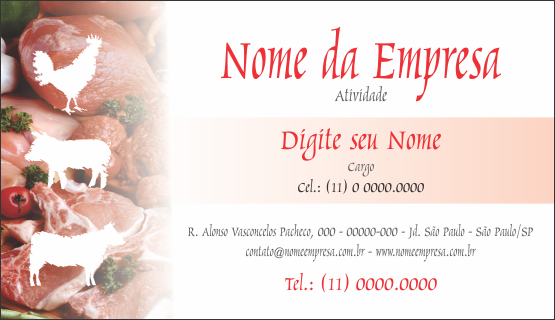 Nome da Empresa
Atividade
Digite seu Nome
Cargo
Cel.: (11) 0 0000.0000
R. Alonso Vasconcelos Pacheco, 000 - 00000-000 - Jd. São Paulo - São Paulo/SP
contato@nomeempresa.com.br - www.nomeempresa.com.br
Tel.: (11) 0000.0000